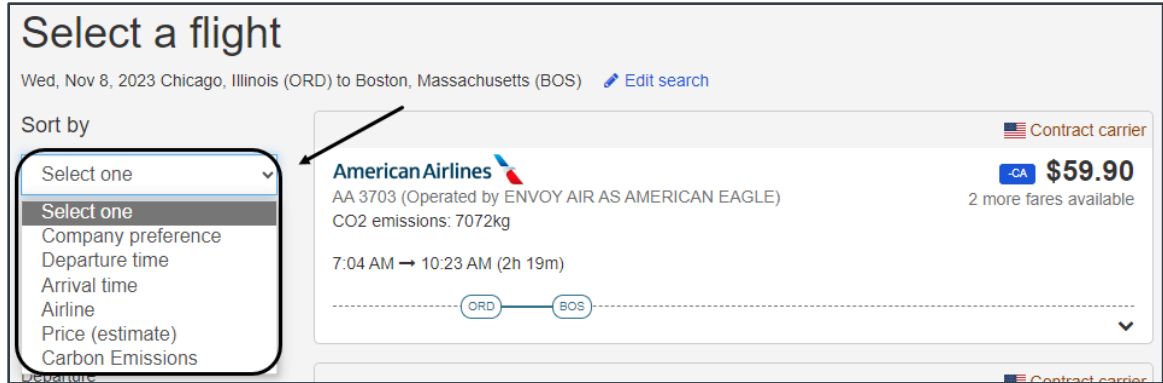 Select a flight
Wed, Nov 8, 2023 Chicago, Illinois (ORD) to Boston, Massachusetts (BOS) Edit search
Sort by
Select one
Select one
Company preference
Departure time
Arrival time
Airline
Price (estimate)
Carbon Emissions
Departure
Contract carrier
American Airlines
-CA $59.90
AA 3703 (Operated by ENVOY AIR AS AMERICAN EAGLE)
2 more fares available
CO2 emissions: 7072kg
7:04 AM → 10:23 AM (2h 19m)
ORD BOS
Contract carrier